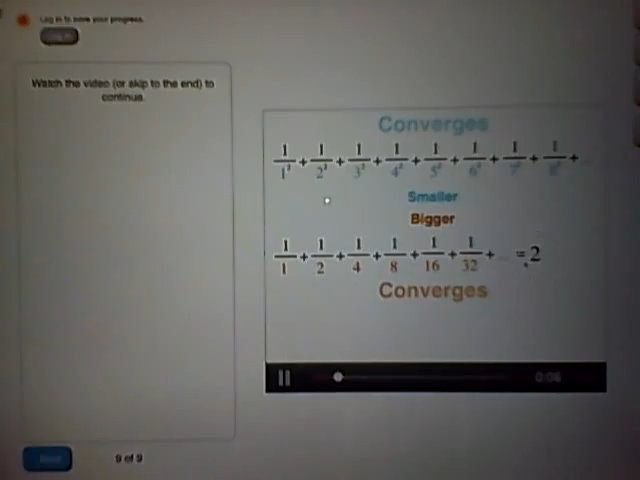 Log in to save your progress.
Watch the video (or skip to the end) to
continue.
Converges
1/1² + 1/2² + 1/3² + 1/4² + 1/5² + 1/6² + 1/7² + 1/8² +
Smaller
Bigger
1/1 + 1/2 + 1/4 + 1/8 + 1/16 + 1/32 + ... = 2
Converges
9 of 9